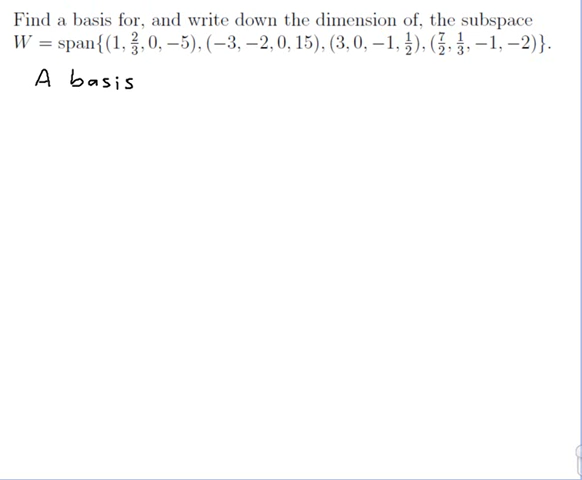 Find a basis for, and write down the dimension of, the subspace
W = span{(1, 2/3, 0, −5), (−3, −2, 0, 15), (3, 0, −1, 1/2), (7/2, 1/3, −1, −2)}.
A basis